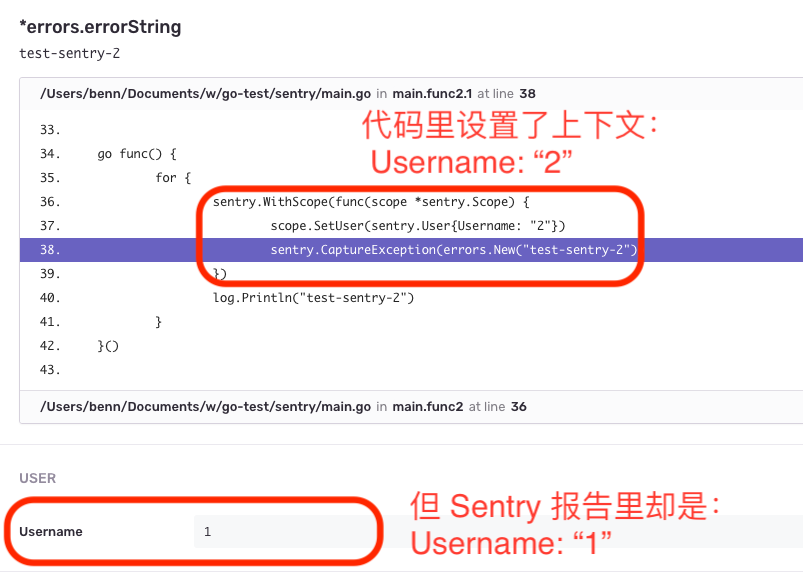 *errors.errorString
test-sentry-2
/Users/benn/Documents/w/go-test/sentry/main.go in main.func2.1 at line 38
代码里设置了上下文：
Username: “2”
33.
34. go func() {
35. for {
36. sentry.WithScope(func(scope *sentry.Scope) {
37. scope.SetUser(sentry.User{Username: "2"})
38. sentry.CaptureException(errors.New("test-sentry-2")
39. })
40. log.Println("test-sentry-2")
41. }
42. }()
43.
/Users/benn/Documents/w/go-test/sentry/main.go in main.func2 at line 36
USER
Username 1
但 Sentry 报告里却是：
Username: “1”